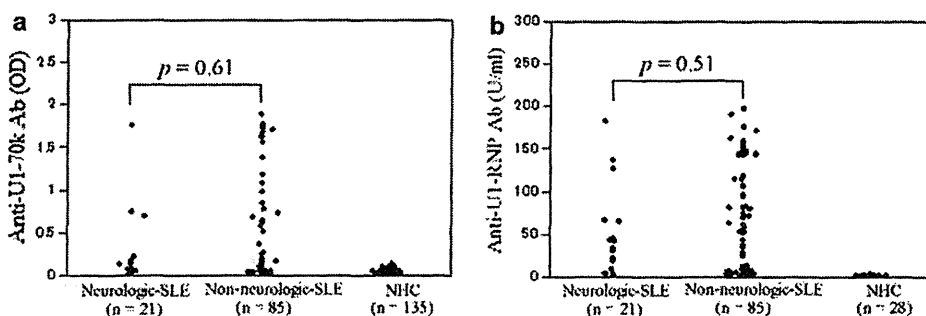 a
Anti-U1-70k Ab (OD)
3
2.5
2
1.5
1
0.5
0
p = 0.61
Neurologic-SLE
(n = 21)
Non-neurologic-SLE
(n = 85)
NHC
(n = 135)
b
Anti-U1-RNP Ab (U/ml)
300
250
200
150
100
50
0
p = 0.51
Neurologic-SLE
(n = 21)
Non-neurologic-SLE
(n = 85)
NHC
(n = 28)